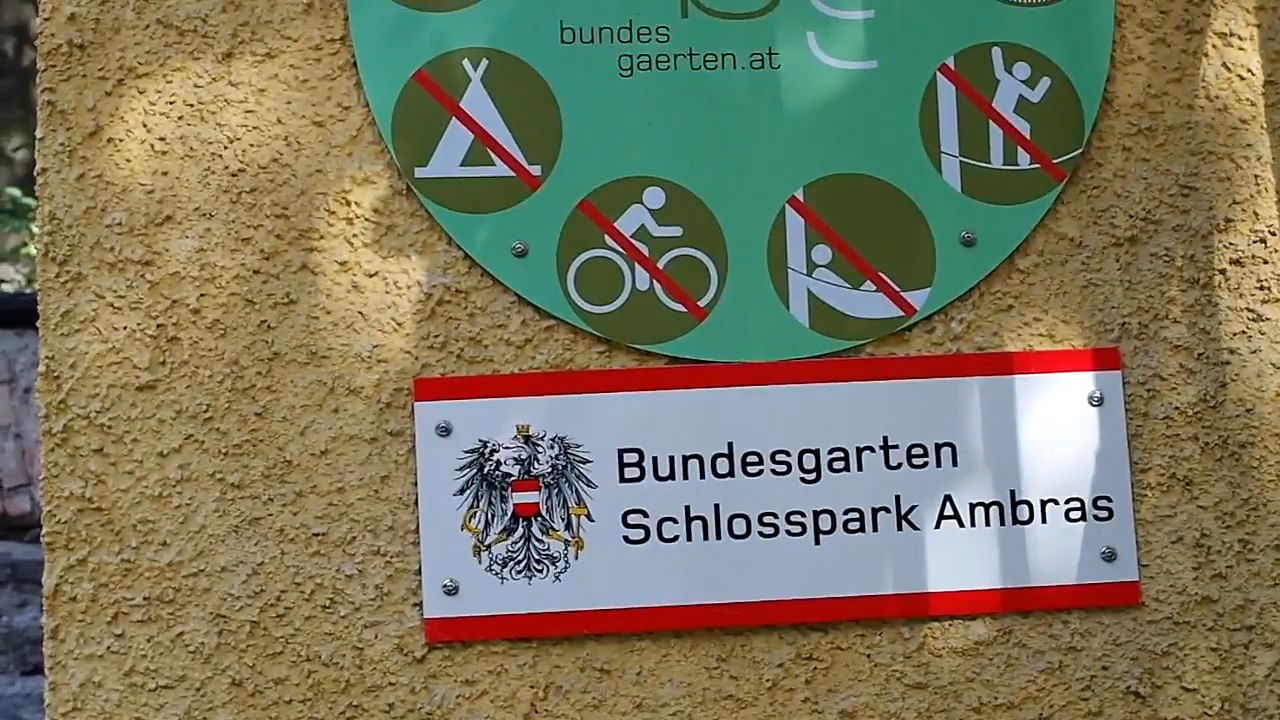 bundes
gaerten.at
Bundesgarten
Schlosspark Ambras